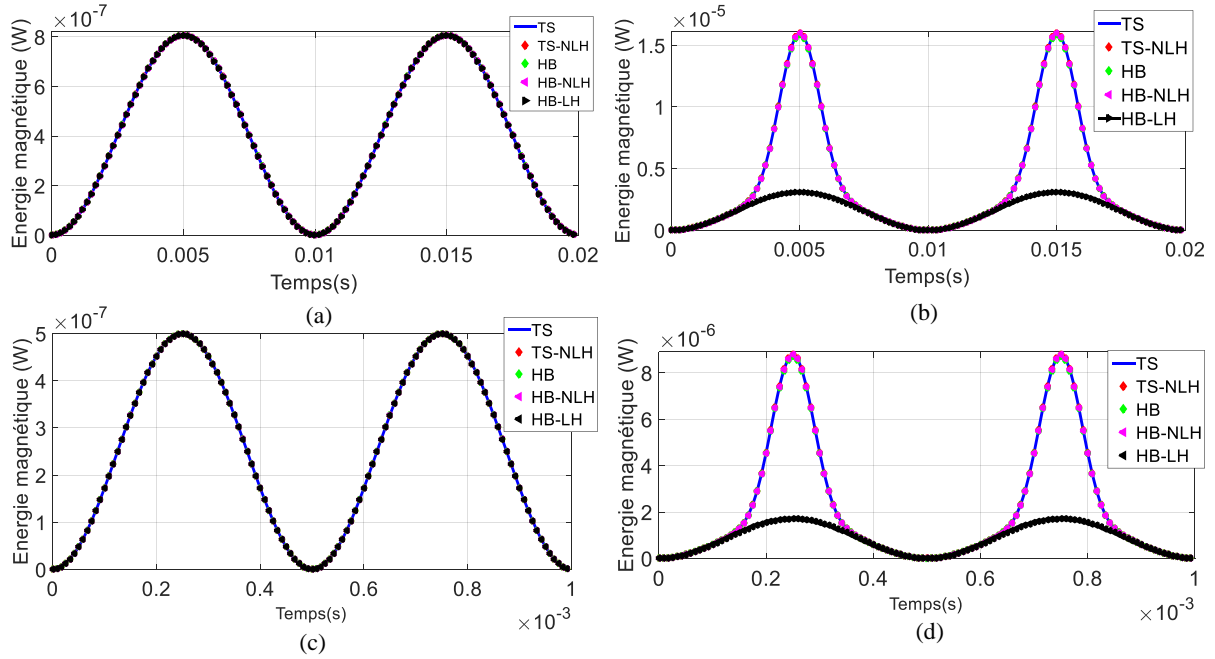 ×10⁻⁷
Energie magnétique (W)
8
6
4
2
0
0
0.005
0.01
0.015
0.02
Temps(s)
TS
TS-NLH
HB
HB-NLH
HB-LH
(a)
×10⁻⁵
Energie magnétique (W)
1.5
1
0.5
0
0
0.005
0.01
0.015
0.02
Temps(s)
TS
TS-NLH
HB
HB-NLH
HB-LH
(b)
×10⁻⁷
Energie magnétique (W)
5
4
3
2
1
0
0
0.2
0.4
0.6
0.8
1
Temps(s)
×10⁻³
TS
TS-NLH
HB
HB-NLH
HB-LH
(c)
×10⁻⁶
Energie magnétique (W)
8
6
4
2
0
0
0.2
0.4
0.6
0.8
1
Temps(s)
×10⁻³
TS
TS-NLH
HB
HB-NLH
HB-LH
(d)